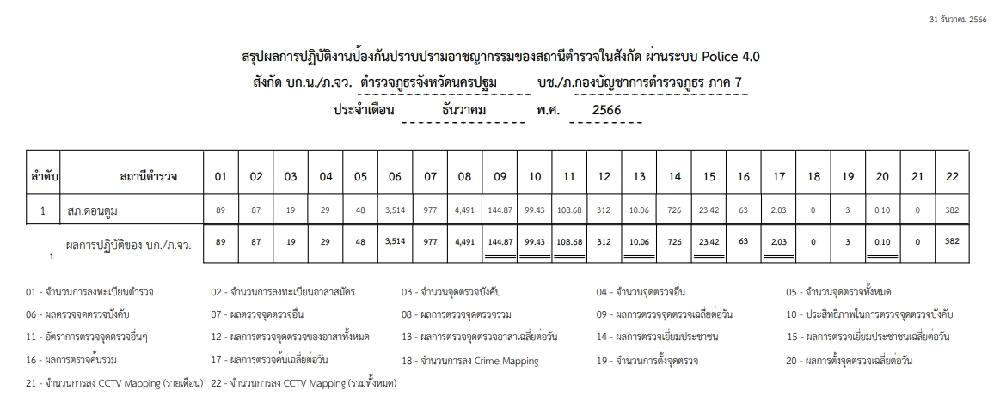 31 ธันวาคม 2566
สรุปผลการปฏิบัติงานป้องกันปราบปรามอาชญากรรมของสถานีตำรวจในสังกัด ผ่านระบบ Police 4.0
สังกัด บก.น./ภ.จว. ตำรวจภูธรจังหวัดนครปฐม บช./ภ.กองบัญชาการตำรวจภูธร ภาค 7
ประจำเดือน ธันวาคม พ.ศ. 2566
ลำดับ สถานีตำรวจ 01 02 03 04 05 06 07 08 09 10 11 12 13 14 15 16 17 18 19 20 21 22
1 สภ.ดอนตูม 89 87 19 29 48 3,514 977 4,491 144.87 99.43 108.68 312 10.06 726 23.42 63 2.03 0 3 0.10 0 382
1 ผลการปฏิบัติของ บก./ภ.จว. 89 87 19 29 48 3,514 977 4,491 144.87 99.43 108.68 312 10.06 726 23.42 63 2.03 0 3 0.10 0 382
01 - จำนวนการลงทะเบียนตำรวจ 02 - จำนวนการลงทะเบียนอาสาสมัคร 03 - จำนวนจุดตรวจบังคับ 04 - จำนวนจุดตรวจอื่น 05 - จำนวนจุดตรวจทั้งหมด
06 - ผลตรวจจุดตรวจบังคับ 07 - ผลตรวจจุดตรวจอื่น 08 - ผลการตรวจจุดตรวจรวม 09 - ผลการตรวจจุดตรวจเฉลี่ยต่อวัน 10 - ประสิทธิภาพในการตรวจจุดตรวจบังคับ
11 - อัตราการตรวจจุดตรวจอื่นๆ 12 - ผลการตรวจจุดตรวจของอาสาทั้งหมด 13 - ผลการตรวจจุดตรวจอาสาเฉลี่ยต่อวัน 14 - ผลการตรวจเยี่ยมประชาชน 15 - ผลการตรวจเยี่ยมประชาชนเฉลี่ยต่อวัน
16 - ผลการตรวจค้นรวม 17 - ผลการตรวจค้นเฉลี่ยต่อวัน 18 - จำนวนการลง Crime Mapping 19 - จำนวนการตั้งจุดตรวจ 20 - ผลการตั้งจุดตรวจเฉลี่ยต่อวัน
21 - จำนวนการลง CCTV Mapping (รายเดือน) 22 - จำนวนการลง CCTV Mapping (รวมทั้งหมด)